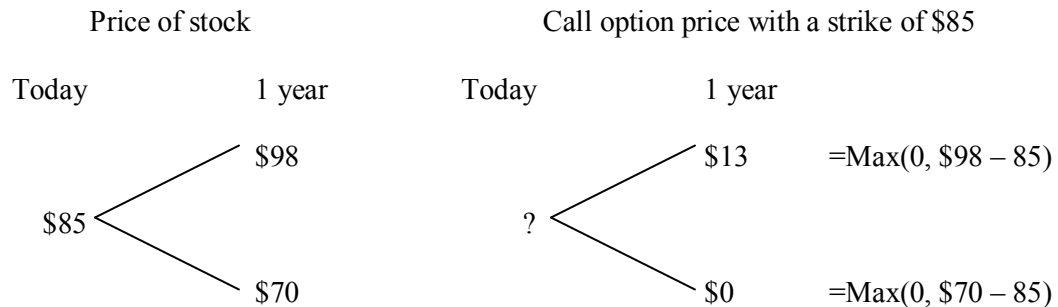 Price of stock Call option price with a strike of $85
Today 1 year Today 1 year
$98 $13 =Max(0, $98 – 85)
$85 ?
$70 $0 =Max(0, $70 – 85)